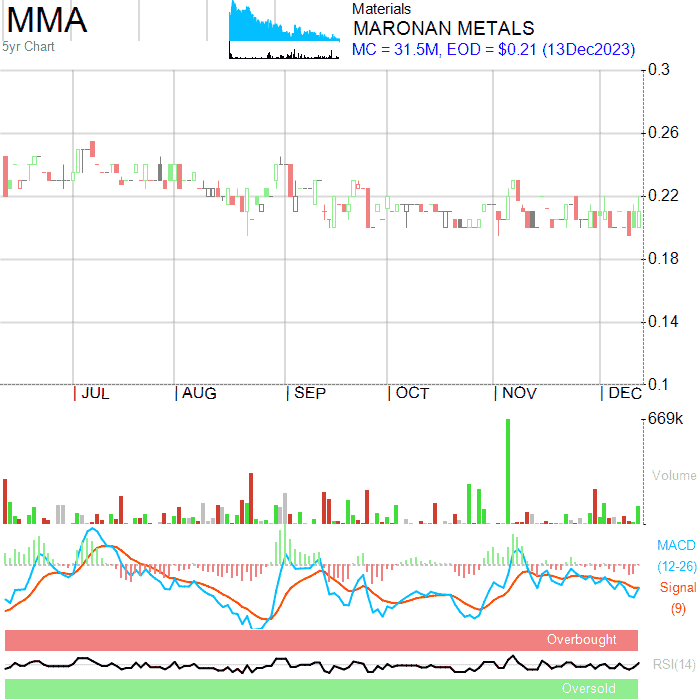 MMA
5yr Chart
Materials
MARONAN METALS
MC = 31.5M, EOD = $0.21 (13Dec2023)
0.3
0.26
0.22
0.18
0.14
0.1
| JUL | AUG | SEP | OCT | NOV | DEC
669k
Volume
MACD
(12-26)
Signal
(9)
Overbought
RSI(14)
Oversold